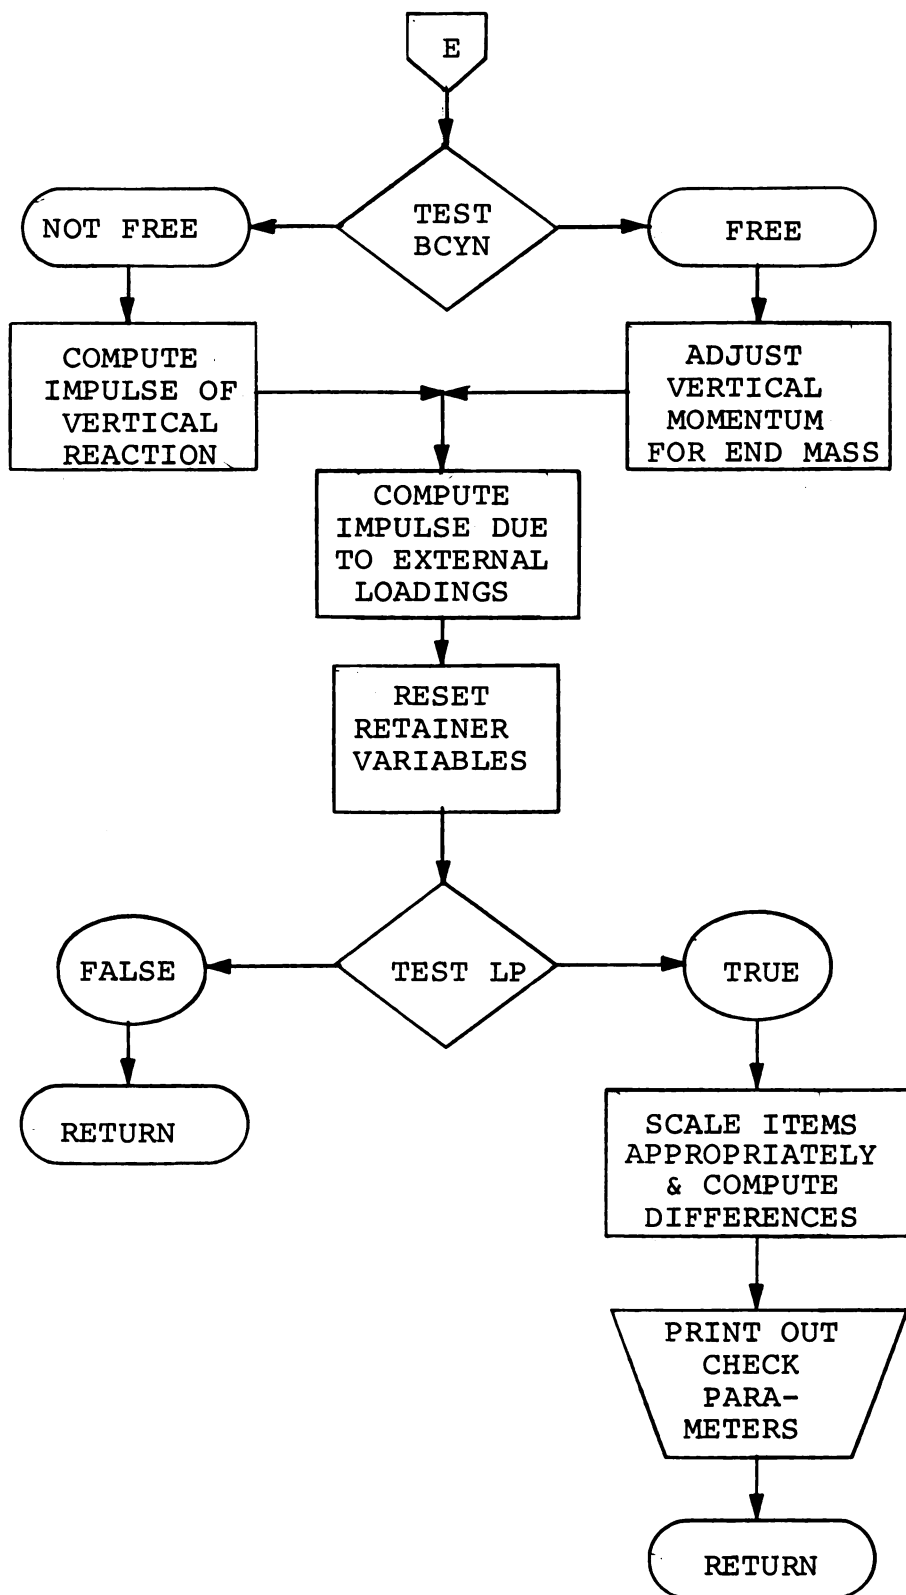 E
TEST
BCYN
NOT FREE
FREE
COMPUTE
IMPULSE OF
VERTICAL
REACTION
ADJUST
VERTICAL
MOMENTUM
FOR END MASS
COMPUTE
IMPULSE DUE
TO EXTERNAL
LOADINGS
RESET
RETAINER
VARIABLES
TEST LP
FALSE
TRUE
RETURN
SCALE ITEMS
APPROPRIATELY
& COMPUTE
DIFFERENCES
PRINT OUT
CHECK
PARA-
METERS
RETURN